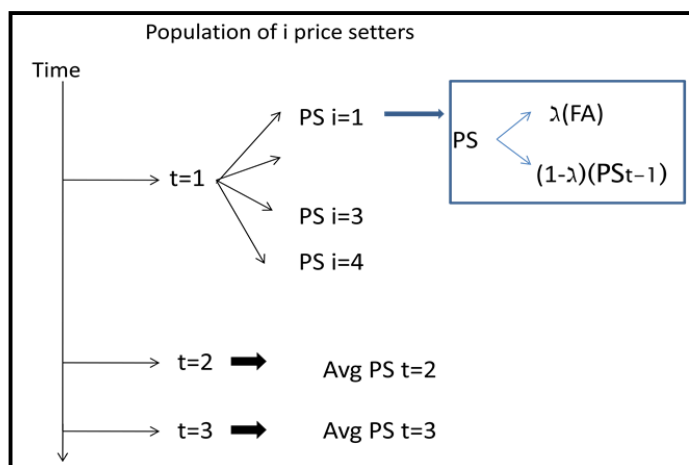 Population of i price setters
Time
PS i=1
t=1
PS i=3
PS i=4
PS
λ(FA)
(1-λ)(PSt-1)
t=2
Avg PS t=2
t=3
Avg PS t=3